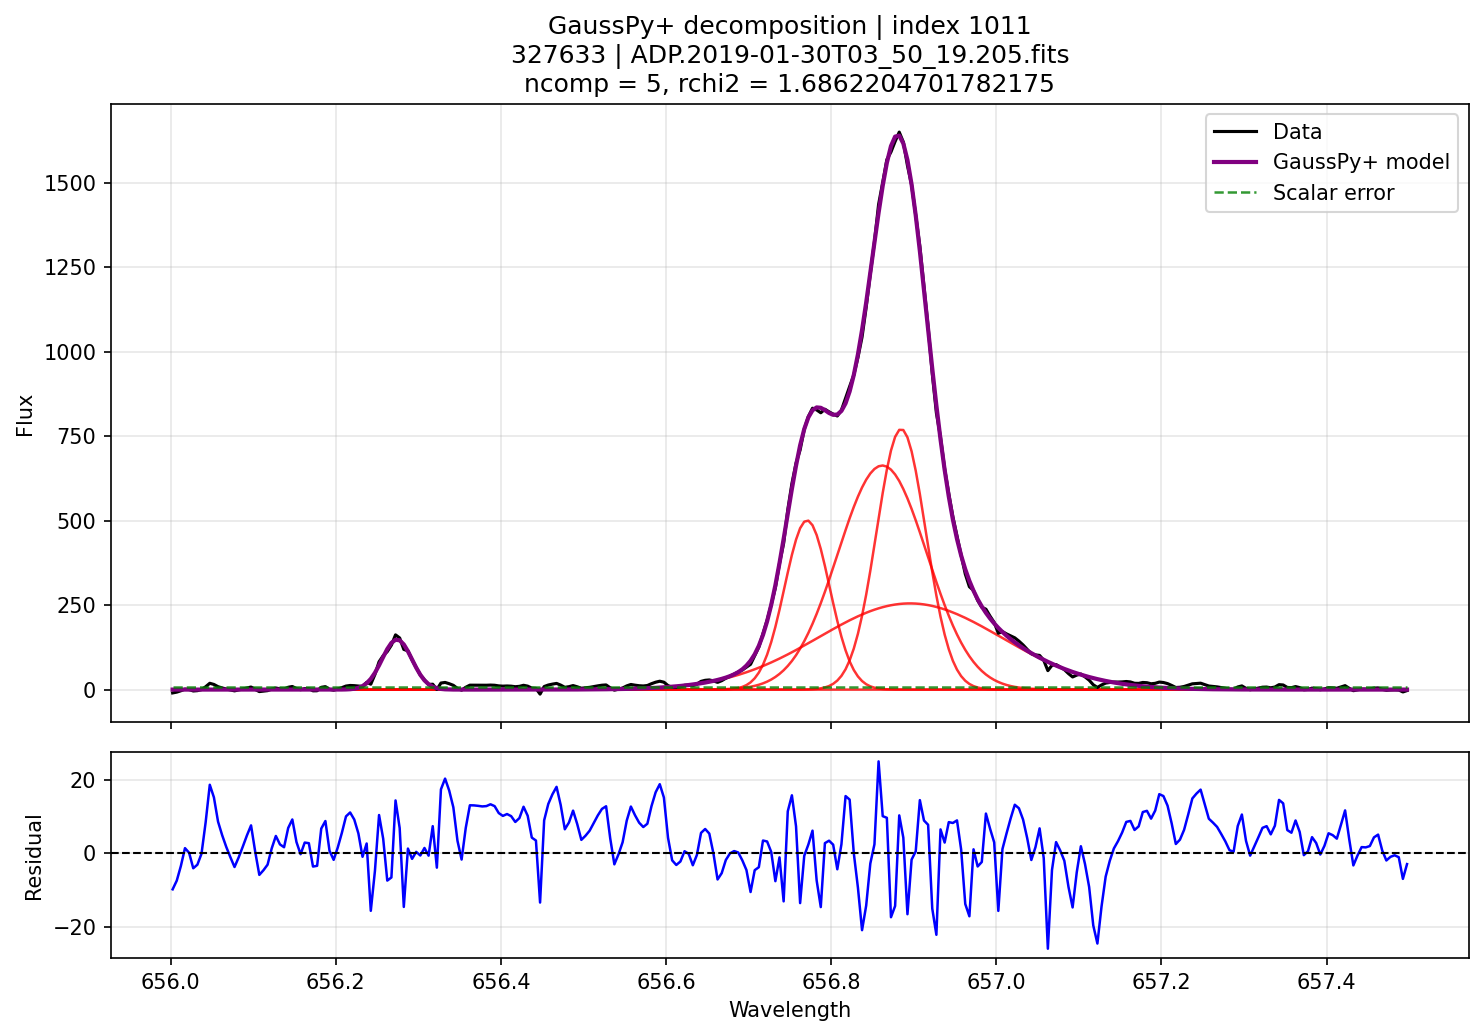 GaussPy+ decomposition | index 1011
327633 | ADP.2019-01-30T03_50_19.205.fits
ncomp = 5, rchi2 = 1.6862204701782175
Data
GaussPy+ model
Scalar error
1500
1250
1000
750
500
250
0
Flux
20
0
−20
Residual
656.0
656.2
656.4
656.6
656.8
657.0
657.2
657.4
Wavelength